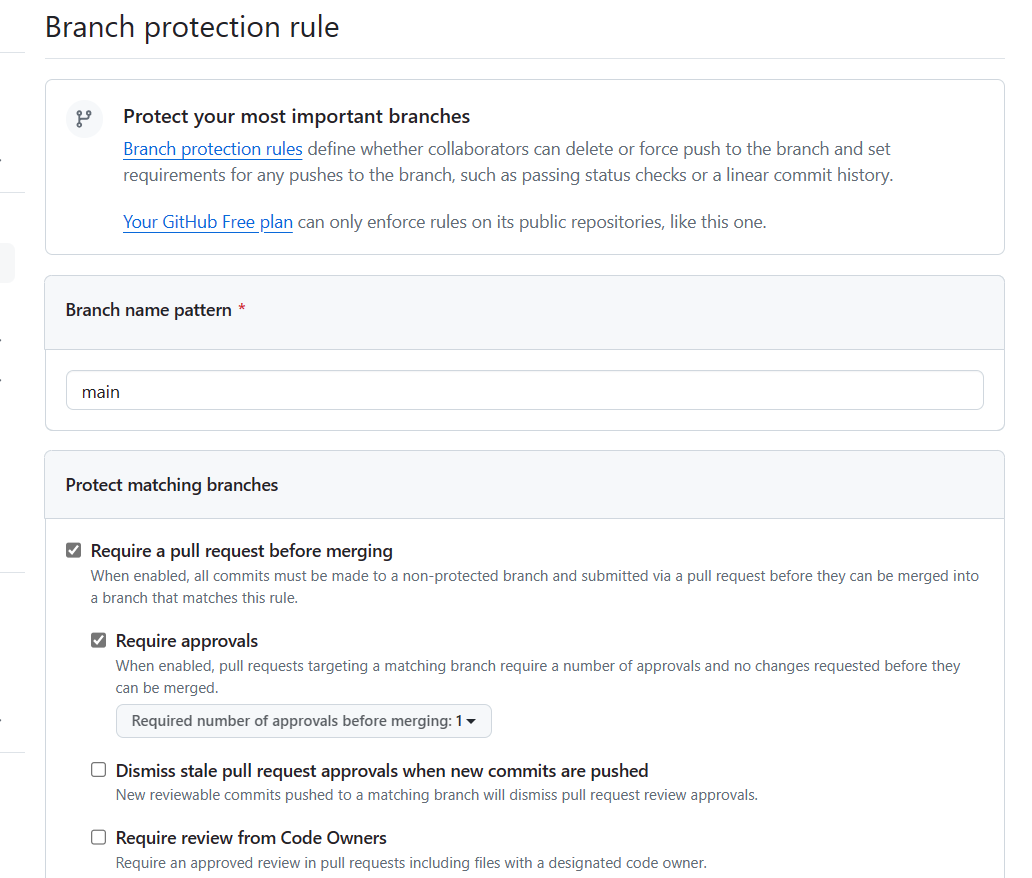 Branch protection rule
Protect your most important branches
Branch protection rules define whether collaborators can delete or force push to the branch and set
requirements for any pushes to the branch, such as passing status checks or a linear commit history.
Your GitHub Free plan can only enforce rules on its public repositories, like this one.
Branch name pattern *
main
Protect matching branches
Require a pull request before merging
When enabled, all commits must be made to a non-protected branch and submitted via a pull request before they can be merged into
a branch that matches this rule.
Require approvals
When enabled, pull requests targeting a matching branch require a number of approvals and no changes requested before they
can be merged.
Required number of approvals before merging: 1
Dismiss stale pull request approvals when new commits are pushed
New reviewable commits pushed to a matching branch will dismiss pull request review approvals.
Require review from Code Owners
Require an approved review in pull requests including files with a designated code owner.